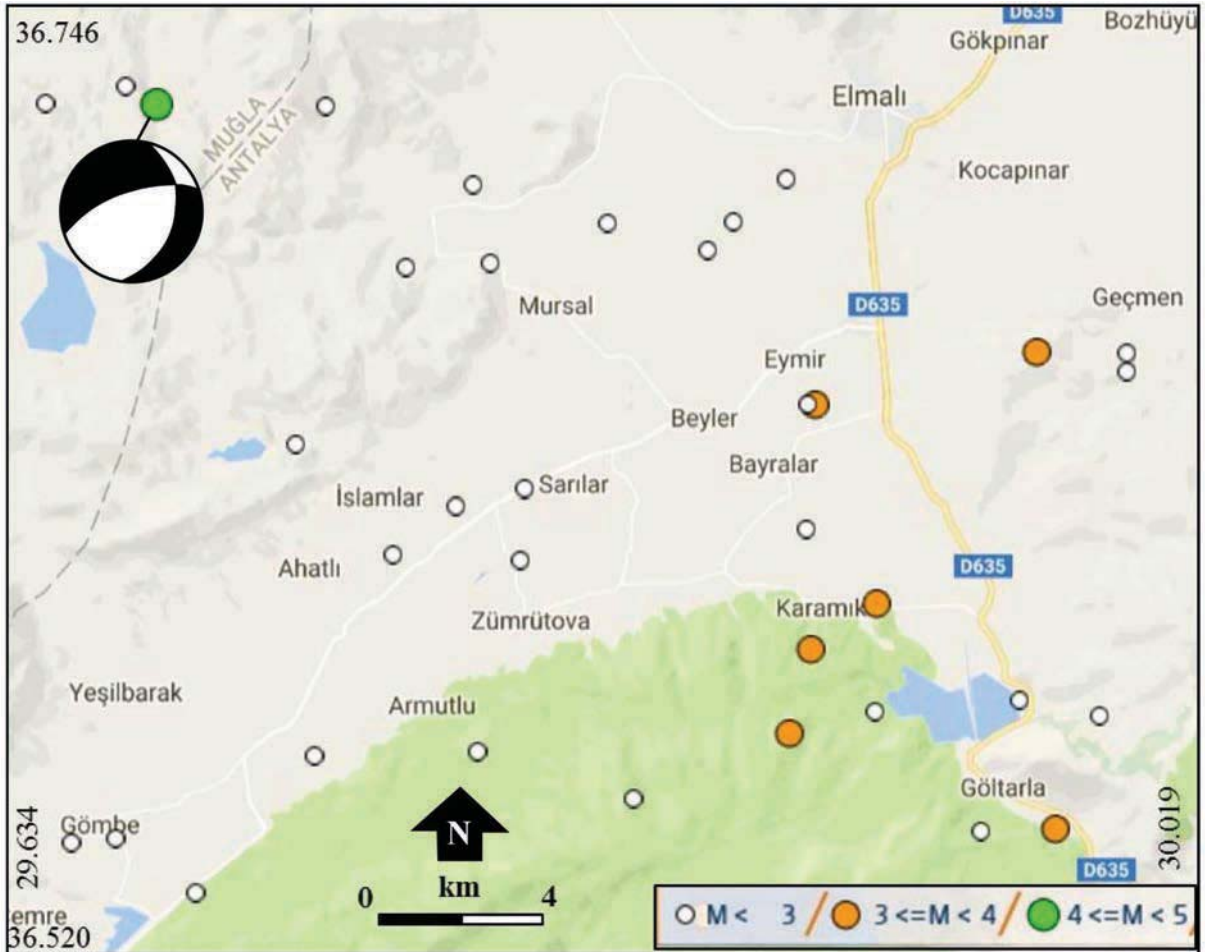 36.746
D635
Bozhüyü
Gökpınar
Elmalı
MUĞLA
ANTALYA
Kocapınar
Geçmen
D635
Mursal
Eymir
Beyler
Bayralar
Sarılar
İslamlar
Ahatlı
D635
Zümrütova
Karamık
Yeşilbarak
Armutlu
Göltarla
Gömbe
29.634
30.019
N
km
0 4
D635
emre
36.520
M < 3 / 3 <=M < 4 / 4 <=M < 5